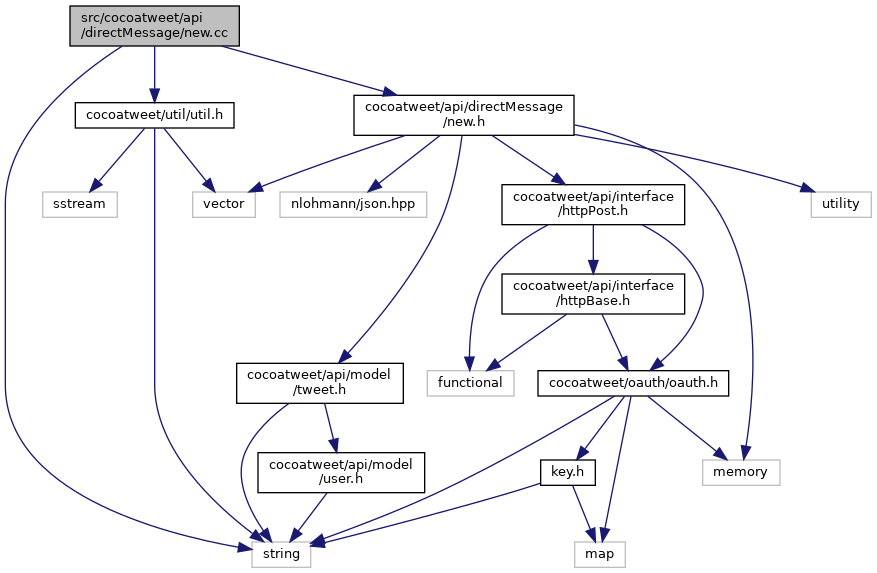 src/cocoatweet/api
/directMessage/new.cc
cocoatweet/util/util.h
cocoatweet/api/directMessage
/new.h
sstream
vector
nlohmann/json.hpp
cocoatweet/api/interface
/httpPost.h
utility
cocoatweet/api/interface
/httpBase.h
cocoatweet/api/model
/tweet.h
functional
cocoatweet/oauth/oauth.h
cocoatweet/api/model
/user.h
key.h
memory
string
map